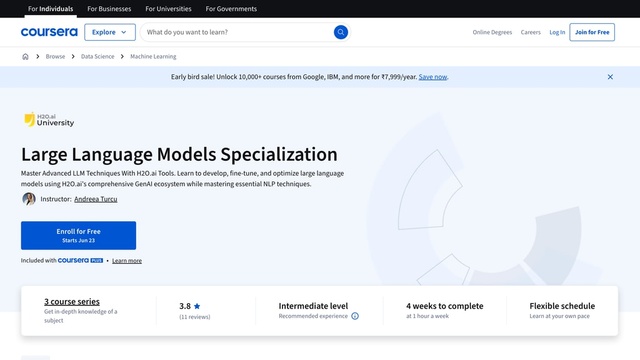 For Individuals For Businesses For Universities For Governments
coursera Explore What do you want to learn? Online Degrees Careers Log In Join for Free
Browse Data Science Machine Learning
Early bird sale! Unlock 10,000+ courses from Google, IBM, and more for ₹7,999/year. Save now.
H2O.ai
University
Large Language Models Specialization
Master Advanced LLM Techniques With H2O.ai Tools. Learn to develop, fine-tune, and optimize large language
models using H2O.ai's comprehensive GenAI ecosystem while mastering essential NLP techniques.
Instructor: Andreea Turcu
Enroll for Free
Starts Jun 23
Included with coursera PLUS • Learn more
3 course series 3.8 Intermediate level 4 weeks to complete Flexible schedule
Get in-depth knowledge of a (11 reviews) Recommended experience at 1 hour a week Learn at your own pace
subject